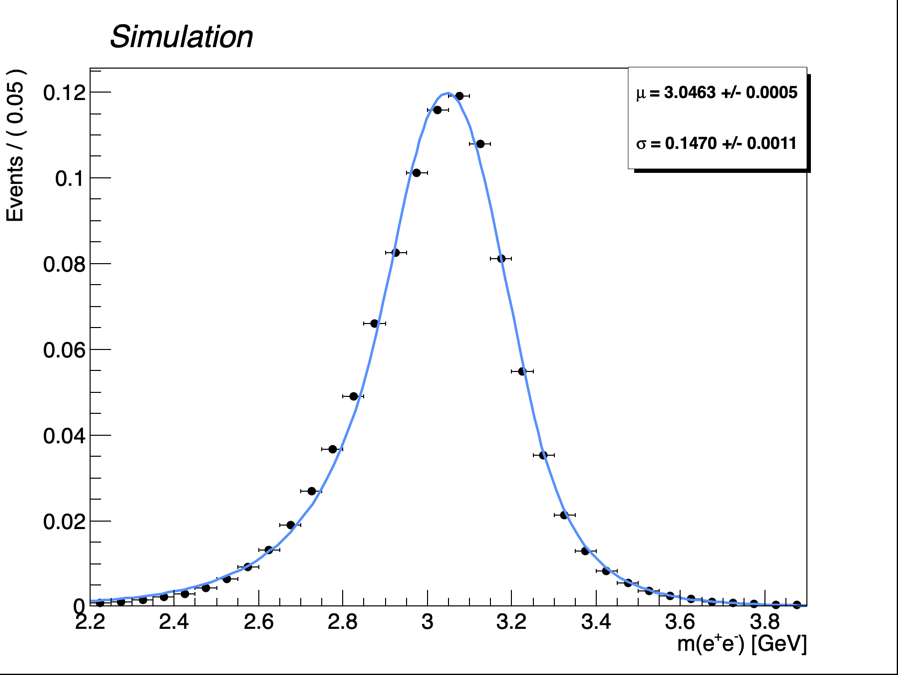 Simulation
Events / ( 0.05 )
μ = 3.0463 +/- 0.0005
σ = 0.1470 +/- 0.0011
0.12
0.1
0.08
0.06
0.04
0.02
0
2.2 2.4 2.6 2.8 3 3.2 3.4 3.6 3.8
m(e⁺e⁻) [GeV]